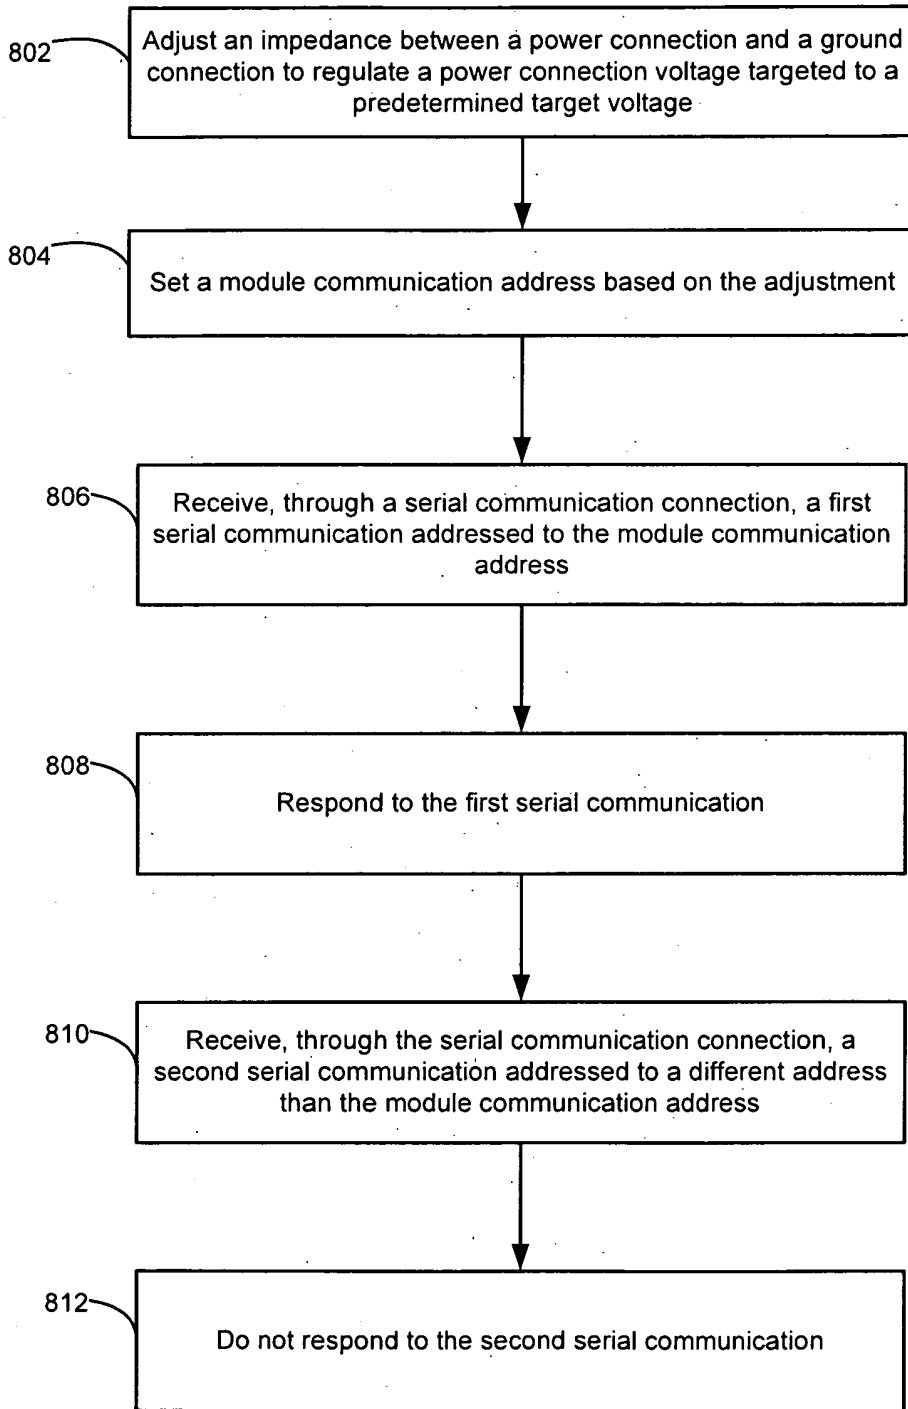 802
Adjust an impedance between a power connection and a ground
connection to regulate a power connection voltage targeted to a
predetermined target voltage
804
Set a module communication address based on the adjustment
806
Receive, through a serial communication connection, a first
serial communication addressed to the module communication
address
808
Respond to the first serial communication
810
Receive, through the serial communication connection, a
second serial communication addressed to a different address
than the module communication address
812
Do not respond to the second serial communication